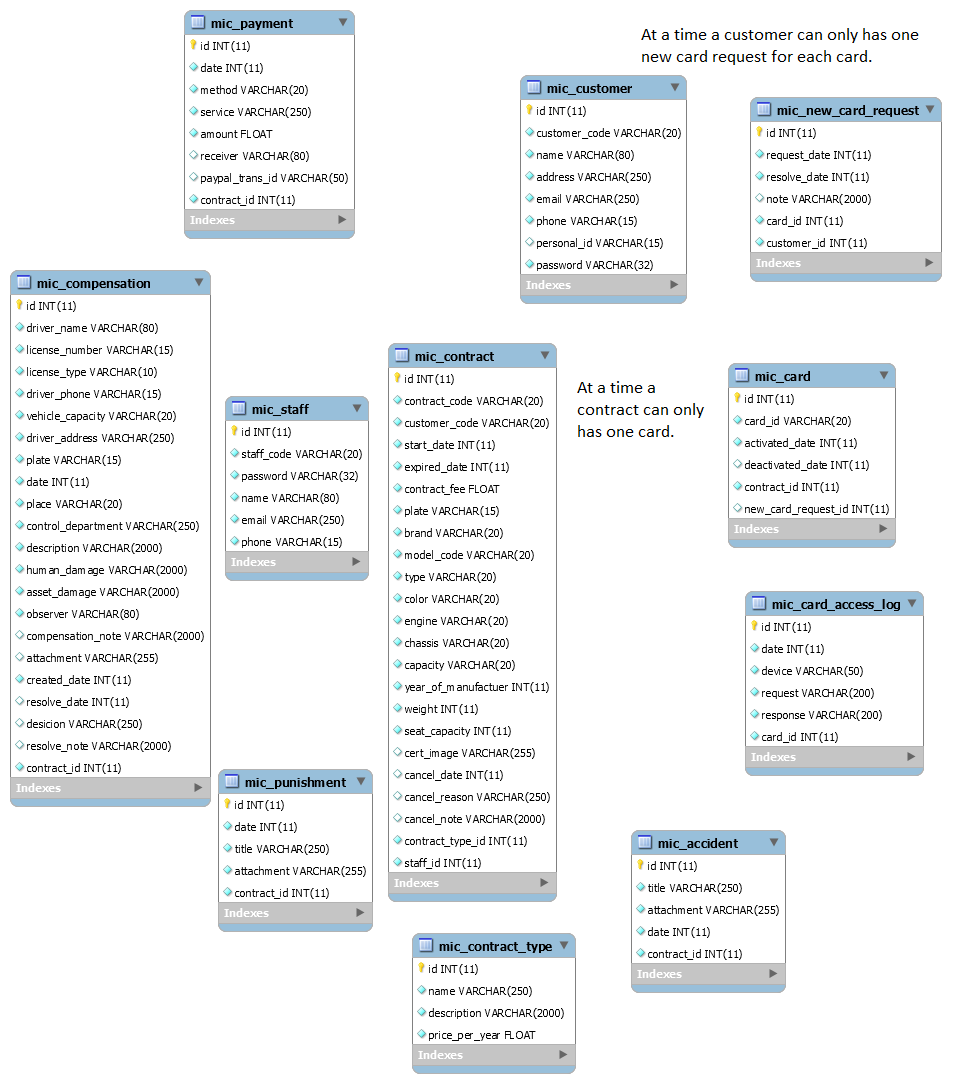 mic_payment
id INT(11)
date INT(11)
method VARCHAR(20)
service VARCHAR(250)
amount FLOAT
receiver VARCHAR(80)
paypal_trans_id VARCHAR(50)
contract_id INT(11)
Indexes
At a time a customer can only has one
new card request for each card.
mic_customer
id INT(11)
customer_code VARCHAR(20)
name VARCHAR(80)
address VARCHAR(250)
email VARCHAR(250)
phone VARCHAR(15)
personal_id VARCHAR(15)
password VARCHAR(32)
Indexes
mic_new_card_request
id INT(11)
request_date INT(11)
resolve_date INT(11)
note VARCHAR(2000)
card_id INT(11)
customer_id INT(11)
Indexes
mic_compensation
id INT(11)
driver_name VARCHAR(80)
license_number VARCHAR(15)
license_type VARCHAR(10)
driver_phone VARCHAR(15)
vehicle_capacity VARCHAR(20)
driver_address VARCHAR(250)
plate VARCHAR(15)
date INT(11)
place VARCHAR(20)
control_department VARCHAR(250)
description VARCHAR(2000)
human_damage VARCHAR(2000)
asset_damage VARCHAR(2000)
observer VARCHAR(80)
compensation_note VARCHAR(2000)
attachment VARCHAR(255)
created_date INT(11)
resolve_date INT(11)
desicion VARCHAR(250)
resolve_note VARCHAR(2000)
contract_id INT(11)
Indexes
mic_staff
id INT(11)
staff_code VARCHAR(20)
password VARCHAR(32)
name VARCHAR(80)
email VARCHAR(250)
phone VARCHAR(15)
Indexes
mic_contract
id INT(11)
contract_code VARCHAR(20)
customer_code VARCHAR(20)
start_date INT(11)
expired_date INT(11)
contract_fee FLOAT
plate VARCHAR(15)
brand VARCHAR(20)
model_code VARCHAR(20)
type VARCHAR(20)
color VARCHAR(20)
engine VARCHAR(20)
chassis VARCHAR(20)
capacity VARCHAR(20)
year_of_manufactuer INT(11)
weight INT(11)
seat_capacity INT(11)
cert_image VARCHAR(255)
cancel_date INT(11)
cancel_reason VARCHAR(250)
cancel_note VARCHAR(2000)
contract_type_id INT(11)
staff_id INT(11)
Indexes
At a time a
contract can only
has one card.
mic_card
id INT(11)
card_id VARCHAR(20)
activated_date INT(11)
deactivated_date INT(11)
contract_id INT(11)
new_card_request_id INT(11)
Indexes
mic_card_access_log
id INT(11)
date INT(11)
device VARCHAR(50)
request VARCHAR(200)
response VARCHAR(200)
card_id INT(11)
Indexes
mic_punishment
id INT(11)
date INT(11)
title VARCHAR(250)
attachment VARCHAR(255)
contract_id INT(11)
Indexes
mic_accident
id INT(11)
title VARCHAR(250)
attachment VARCHAR(255)
date INT(11)
contract_id INT(11)
Indexes
mic_contract_type
id INT(11)
name VARCHAR(250)
description VARCHAR(2000)
price_per_year FLOAT
Indexes